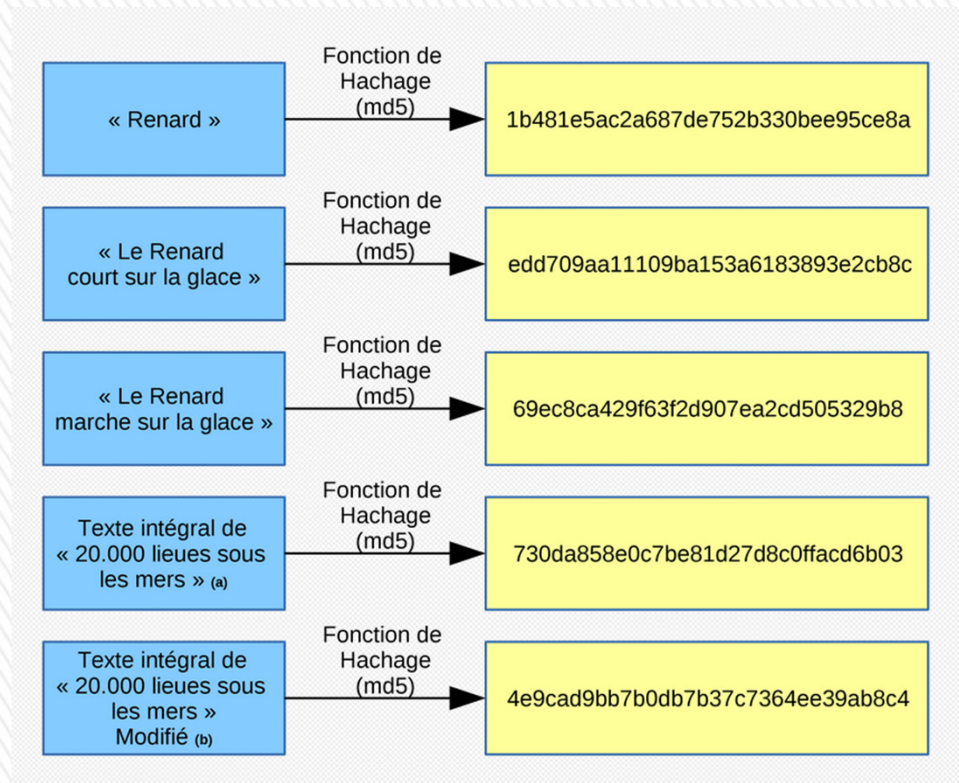 « Renard »
Fonction de
Hachage
(md5)
1b481e5ac2a687de752b330bee95ce8a
« Le Renard
court sur la glace »
Fonction de
Hachage
(md5)
edd709aa11109ba153a6183893e2cb8c
« Le Renard
marche sur la glace »
Fonction de
Hachage
(md5)
69ec8ca429f63f2d907ea2cd505329b8
Texte intégral de
« 20.000 lieues sous
les mers » (a)
Fonction de
Hachage
(md5)
730da858e0c7be81d27d8c0ffacd6b03
Texte intégral de
« 20.000 lieues sous
les mers »
Modifié (b)
Fonction de
Hachage
(md5)
4e9cad9bb7b0db7b37c7364ee39ab8c4